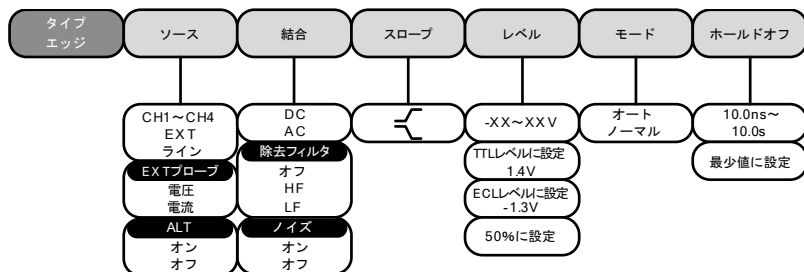 タイプ
エッジ
ソース
結合
スロープ
レベル
モード
ホールドオフ
CH1～CH4
EXT
ライン
EXTプローブ
電圧
電流
ALT
オン
オフ
DC
AC
除去フィルタ
オフ
HF
LF
ノイズ
オン
オフ
-XX～XXV
TTLレベルに設定
1.4V
ECLレベルに設定
-1.3V
50%に設定
オート
ノーマル
10.0ns～
10.0s
最少値に設定